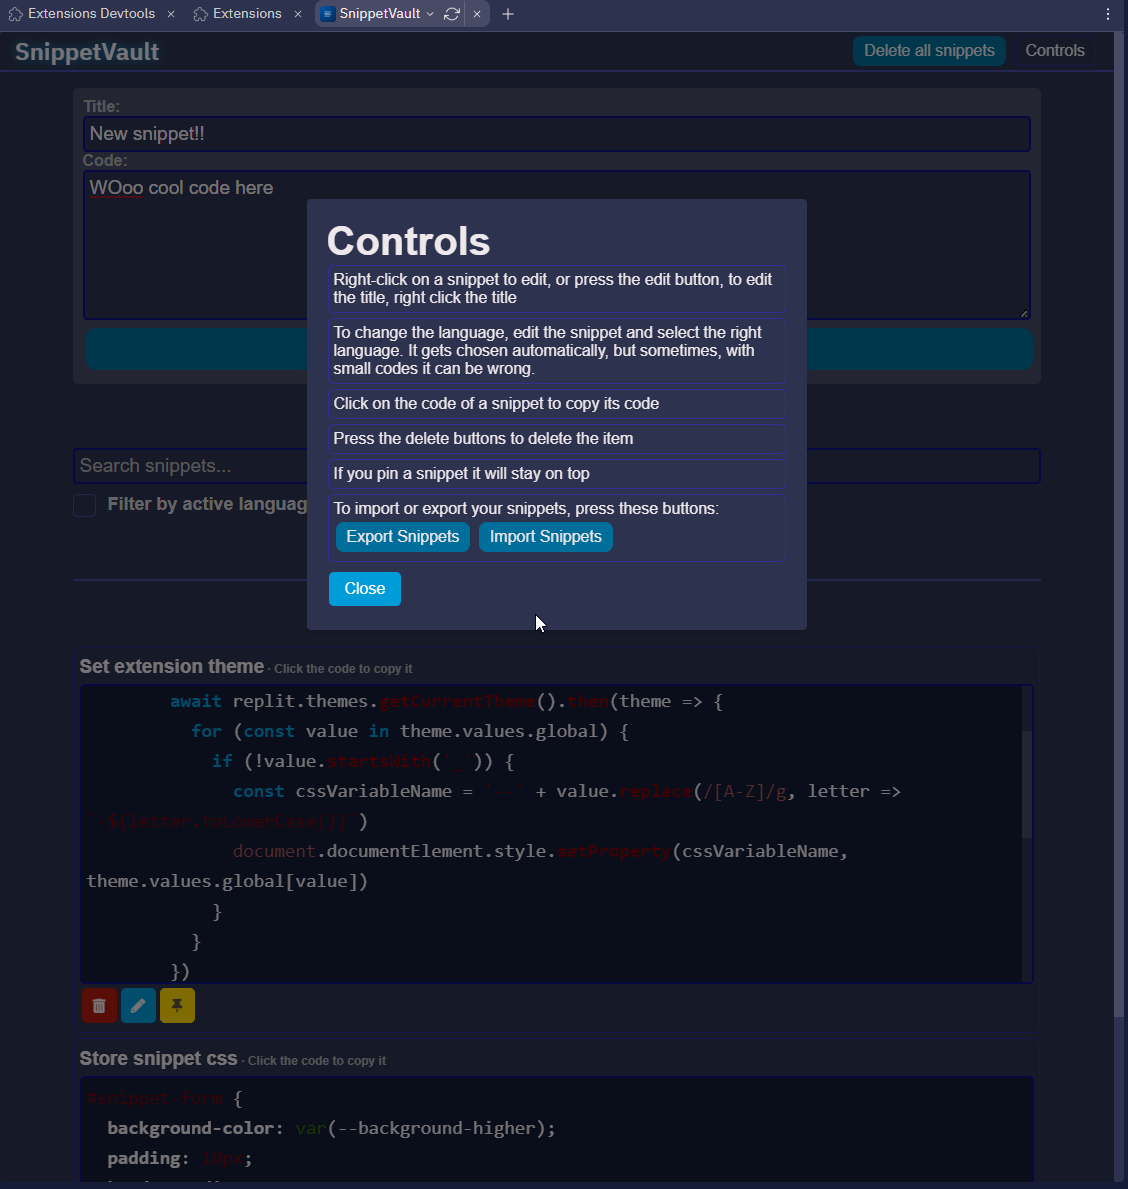 Extensions Devtools
Extensions
SnippetVault
SnippetVault
Delete all snippets
Controls
Title:
New snippet!!
Code:
WOoo cool code here
Controls
Right-click on a snippet to edit, or press the edit button, to edit
the title, right click the title
To change the language, edit the snippet and select the right
language. It gets chosen automatically, but sometimes, with
small codes it can be wrong.
Click on the code of a snippet to copy its code
Press the delete buttons to delete the item
If you pin a snippet it will stay on top
To import or export your snippets, press these buttons:
Export Snippets
Import Snippets
Close
Search snippets...
Filter by active languag
Set extension theme - Click the code to copy it
await replit.themes.getCurrentTheme().then(theme => {
for (const value in theme.values.global) {
if (!value.startsWith(`_`)) {
const cssVariableName = `--` + value.replace(/[A-Z]/g, letter =>
`-${letter.toLowerCase()}`)
document.documentElement.style.setProperty(cssVariableName,
theme.values.global[value])
}
}
})
Store snippet css - Click the code to copy it
#snippet-form {
background-color: var(--background-higher);
padding: 10px;